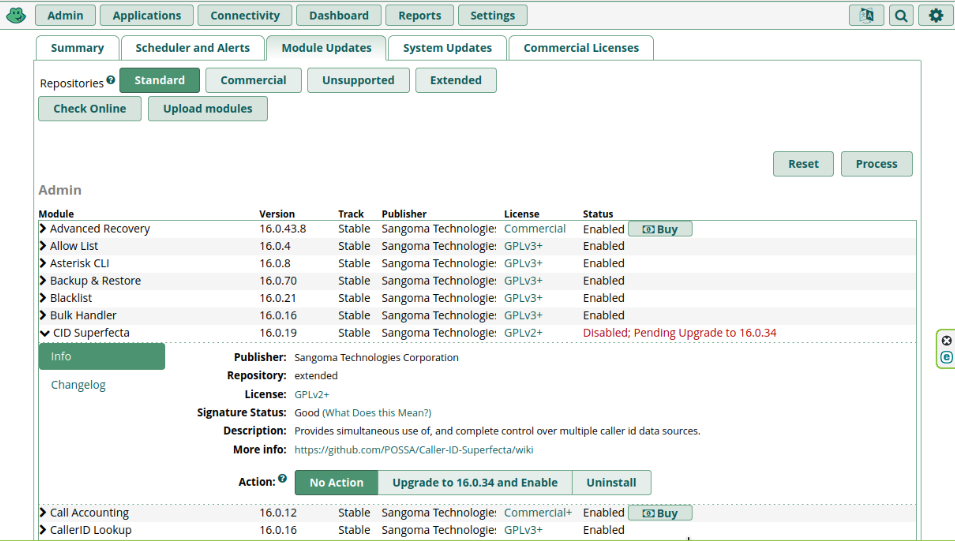 Admin Applications Connectivity Dashboard Reports Settings
Summary Scheduler and Alerts Module Updates System Updates Commercial Licenses
Repositories ? Standard Commercial Unsupported Extended
Check Online Upload modules
Reset Process
Admin
Module Version Track Publisher License Status
Advanced Recovery 16.0.43.8 Stable Sangoma Technologies Commercial Enabled Buy
Allow List 16.0.4 Stable Sangoma Technologies GPLv3+ Enabled
Asterisk CLI 16.0.8 Stable Sangoma Technologies GPLv3+ Enabled
Backup & Restore 16.0.70 Stable Sangoma Technologies GPLv3+ Enabled
Blacklist 16.0.21 Stable Sangoma Technologies GPLv3+ Enabled
Bulk Handler 16.0.16 Stable Sangoma Technologies GPLv3+ Enabled
CID Superfecta 16.0.19 Stable Sangoma Technologies GPLv2+ Disabled; Pending Upgrade to 16.0.34
Info
Publisher: Sangoma Technologies Corporation
Repository: extended
Changelog
License: GPLv2+
Signature Status: Good (What Does this Mean?)
Description: Provides simultaneous use of, and complete control over multiple caller id data sources.
More info: https://github.com/POSSA/Caller-ID-Superfecta/wiki
Action: ? No Action Upgrade to 16.0.34 and Enable Uninstall
Call Accounting 16.0.12 Stable Sangoma Technologies Commercial+ Enabled Buy
CallerID Lookup 16.0.16 Stable Sangoma Technologies GPLv3+ Enabled